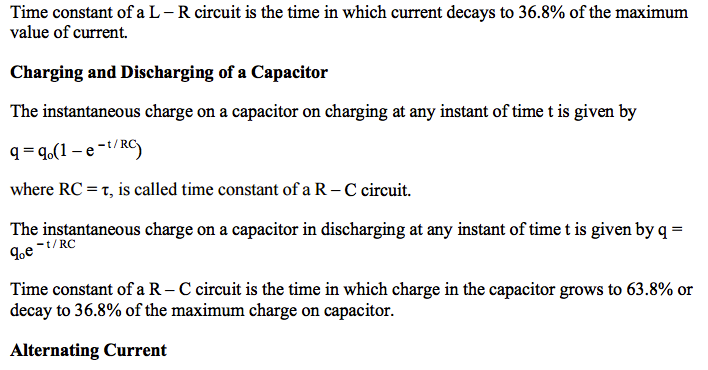 Time constant of a L – R circuit is the time in which current decays to 36.8% of the maximum
value of current.
Charging and Discharging of a Capacitor
The instantaneous charge on a capacitor on charging at any instant of time t is given by
q = qₒ(1 – e – t / RC)
where RC = τ, is called time constant of a R – C circuit.
The instantaneous charge on a capacitor in discharging at any instant of time t is given by q =
qₒe – t / RC
Time constant of a R – C circuit is the time in which charge in the capacitor grows to 63.8% or
decay to 36.8% of the maximum charge on capacitor.
Alternating Current